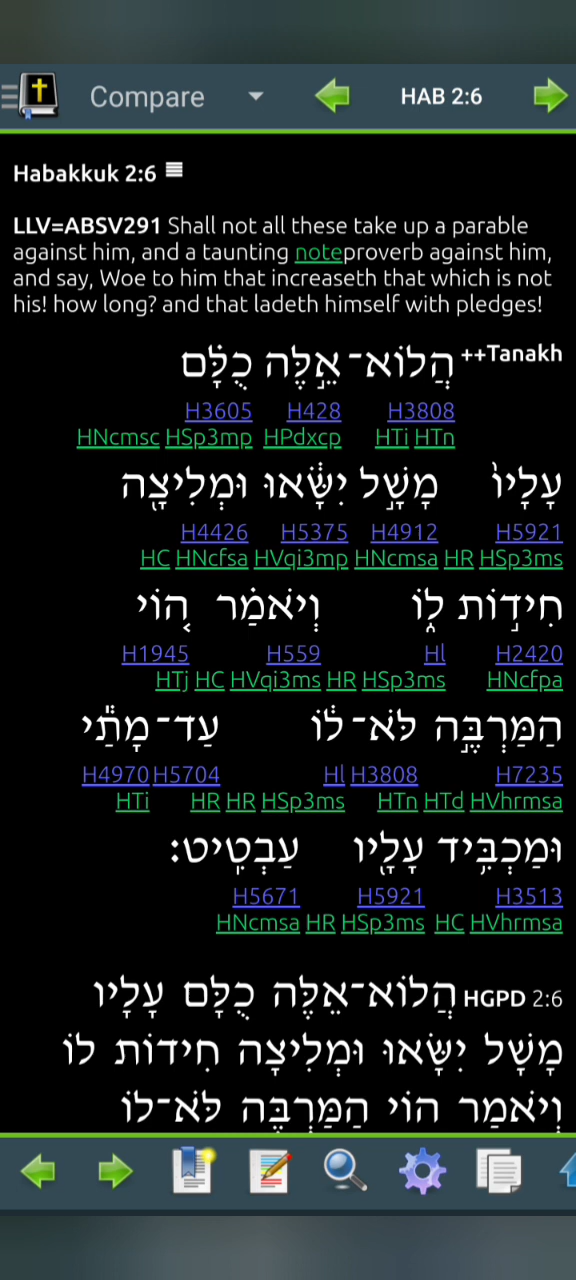 Compare HAB 2:6
Habakkuk 2:6
LLV=ABSV291 Shall not all these take up a parable
against him, and a taunting noteproverb against him,
and say, Woe to him that increaseth that which is not
his! how long? and that ladeth himself with pledges!
++Tanakh הֲלוֹא־אֵ֣לֶּה כֻלָּ֗ם
H3605 H428 H3808
HNcmsc HSp3mp HPdxcp HTi HTn
עָלָיו֙ מָשָׁ֣ל יִשָּׂ֔אוּ וּמְלִיצָ֖ה
H4426 H5375 H4912 H5921
HC HNcfsa HVqi3mp HNcmsa HR HSp3ms
חִיד֣וֹת ל֑וֹ וְיֹאמַ֗ר ה֚וֹי
H1945 H559 Hl H2420
HTj HC HVqi3ms HR HSp3ms HNcfpa
הַמַּרְבֶּ֣ה לֹּא־ל֔וֹ עַד־מָתַ֕י
H4970 H5704 Hl H3808 H7235
HTi HR HR HSp3ms HTn HTd HVhrmsa
וּמַכְבִּ֥יד עָלָ֖יו עַבְטִֽיט׃
H5671 H5921 H3513
HNcmsa HR HSp3ms HC HVhrmsa
HGPD 2:6 הֲלוֹא־אֵלֶּה כֻלָּם עָלָיו
מָשָׁל יִשָּׂאוּ וּמְלִיצָה חִידוֹת לוֹ
וְיֹאמַר הוֹי הַמַּרְבֶּה לֹּא־לוֹ